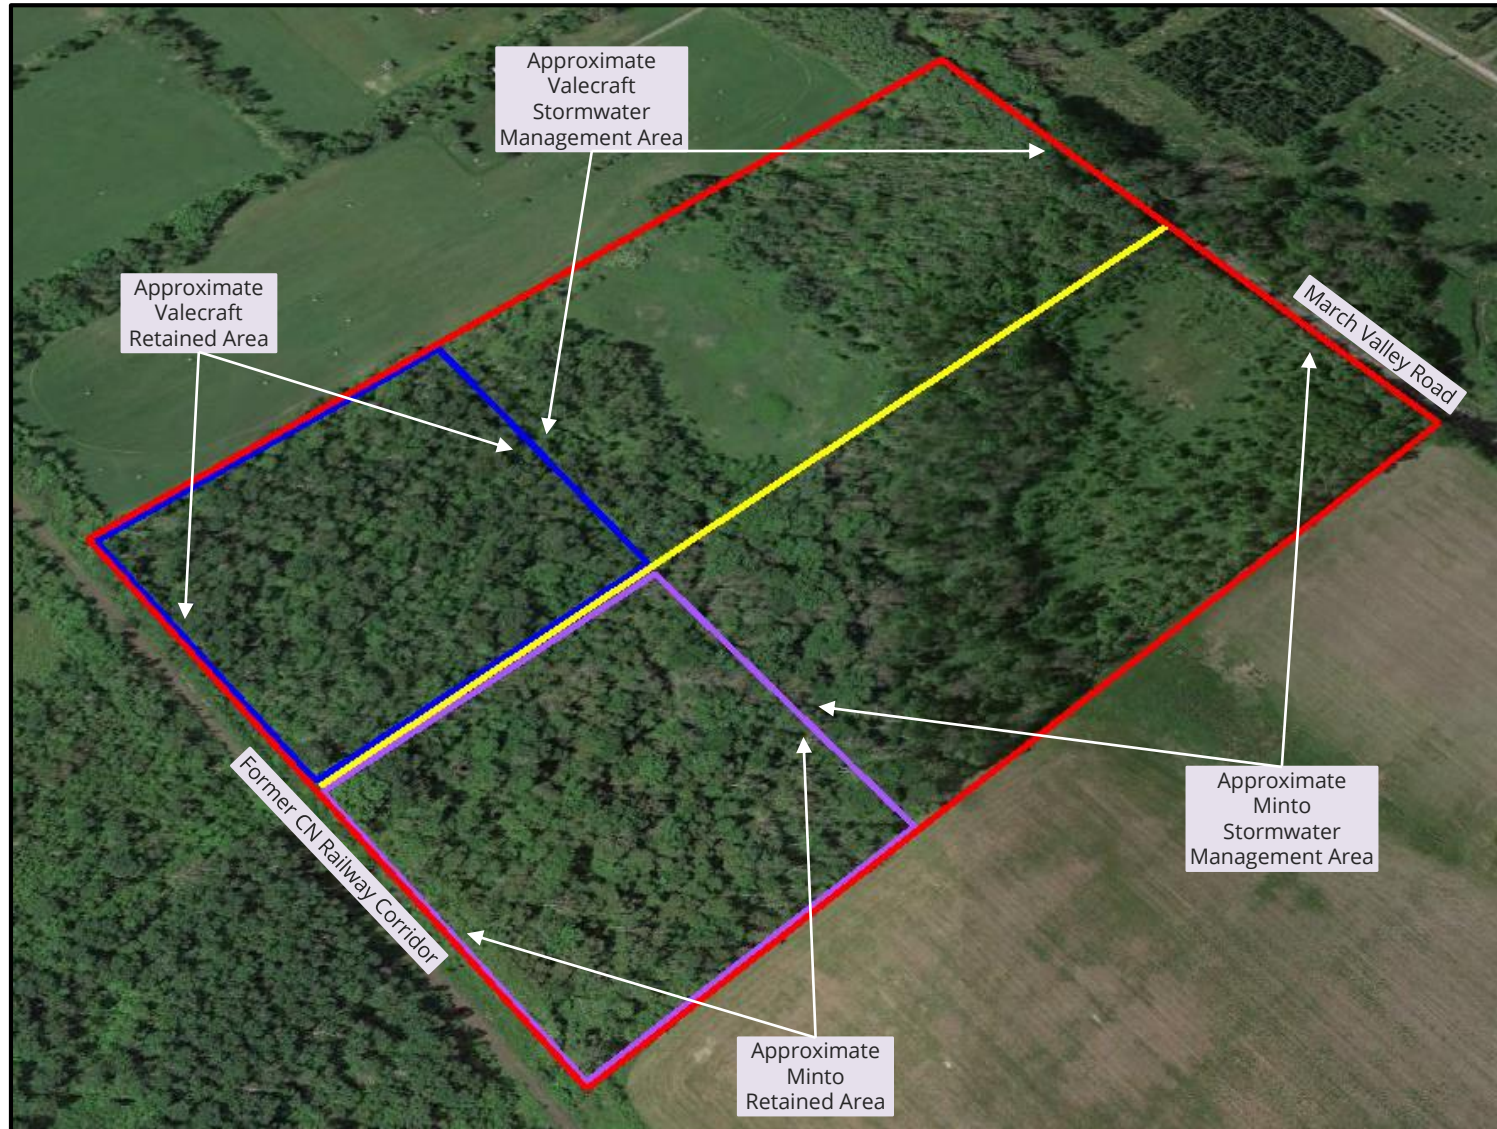 Approximate
Valecraft
Stormwater
Management Area
Approximate
Valecraft
Retained Area
March Valley Road
Former CN Railway Corridor
Approximate
Minto
Stormwater
Management Area
Approximate
Minto
Retained Area